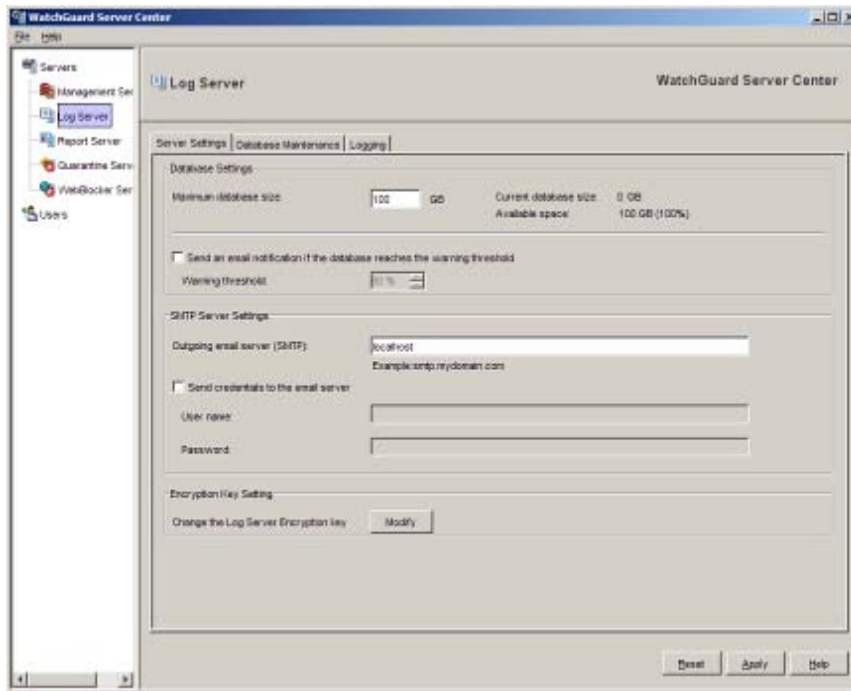 WatchGuard Server Center
File Help
Servers
Management Ser
Log Server
Report Server
Quarantine Serv
WebBlocker Ser
Users
Log Server
WatchGuard Server Center
Server Settings Database Maintenance Logging
Database Settings
Maximum database size: 100 GB Current database size: 0 GB
Available space: 100 GB (100%)
Send an email notification if the database reaches the warning threshold
Warning threshold:
SMTP Server Settings
Outgoing email server (SMTP): localhost
Example:smtp.mydomain.com
Send credentials to the email server
User name:
Password:
Encryption Key Setting
Change the Log Server Encryption key Modify
Reset Apply Help